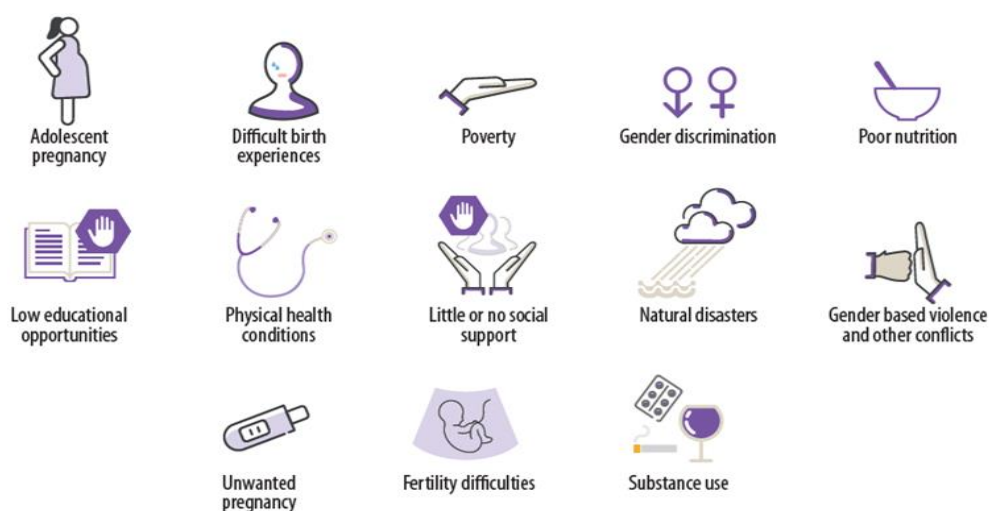 Adolescent
pregnancy
Difficult birth
experiences
Poverty
Gender discrimination
Poor nutrition
Low educational
opportunities
Physical health
conditions
Little or no social
support
Natural disasters
Gender based violence
and other conflicts
Unwanted
pregnancy
Fertility difficulties
Substance use